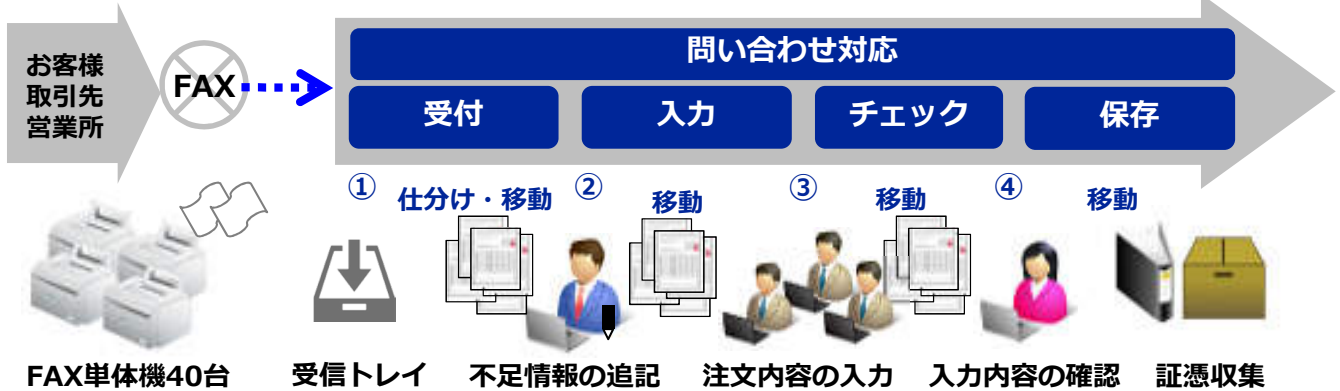 お客様
取引先
営業所
FAX
問い合わせ対応
受付
入力
チェック
保存
①
仕分け・移動
②
移動
③
移動
④
移動
FAX単体機40台
受信トレイ
不足情報の追記
注文内容の入力
入力内容の確認
証憑収集